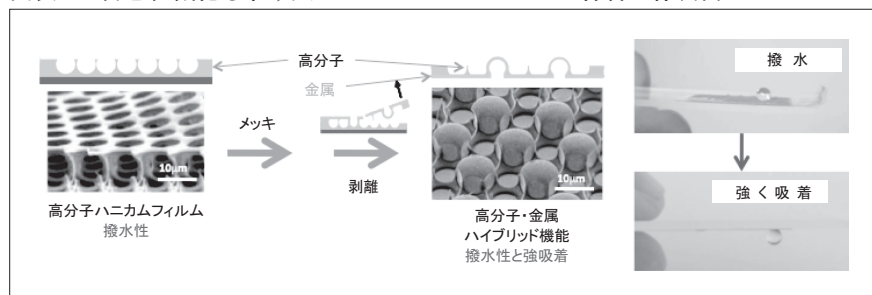 高分子
金属
メッキ
剥離
10μm
高分子ハニカムフィルム
撥水性
10μm
高分子・金属
ハイブリッド機能
撥水性と強吸着
撥 水
強 く 吸 着